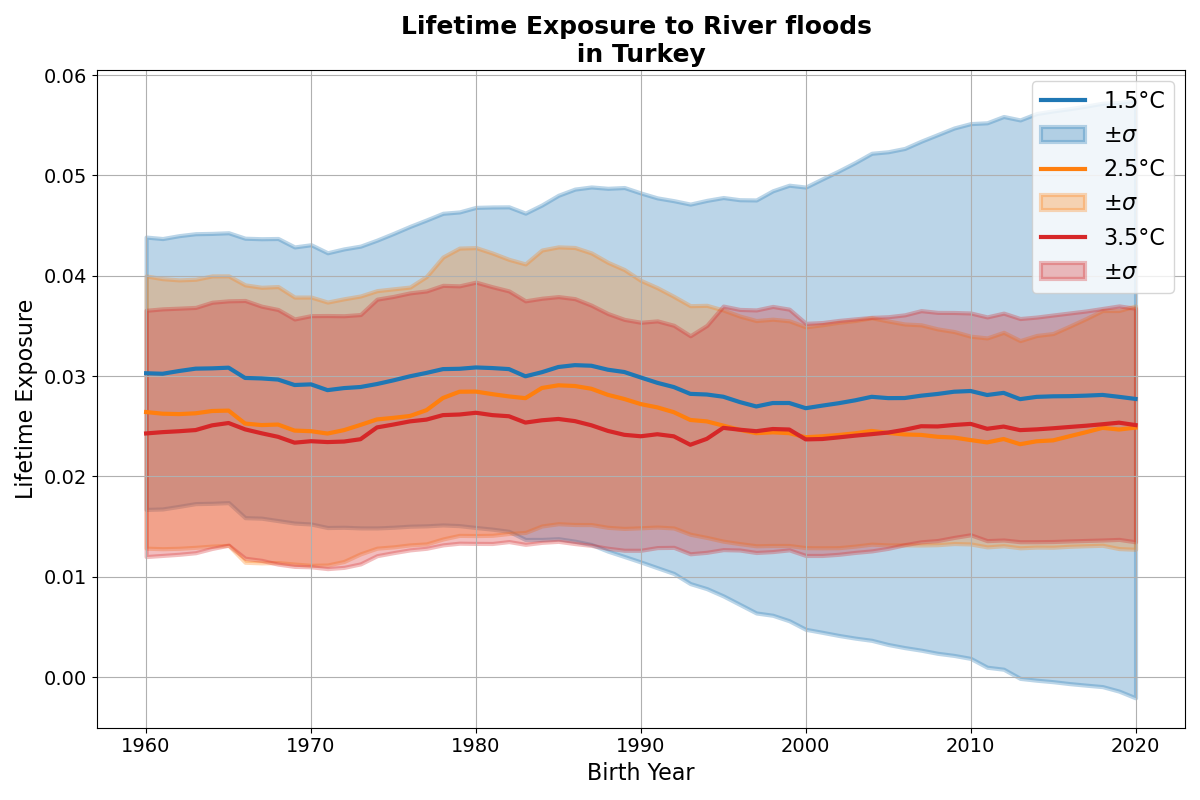 Lifetime Exposure to River floods
in Turkey
0.06
0.05
0.04
0.03
0.02
0.01
0.00
Lifetime Exposure
1960
1970
1980
1990
2000
2010
2020
Birth Year
1.5°C
±σ
2.5°C
±σ
3.5°C
±σ